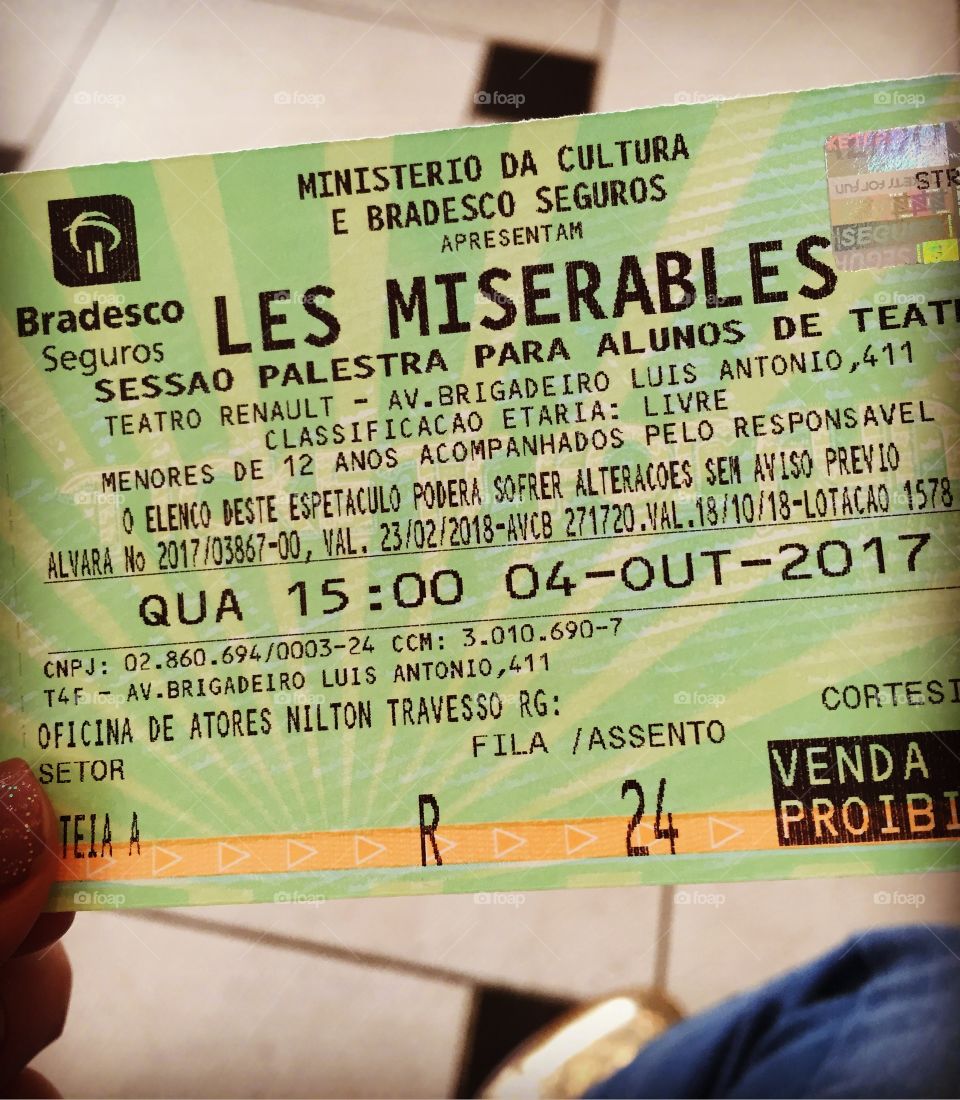 MINISTERIO DA CULTURA
E BRADESCO SEGUROS
APRESENTAM
Bradesco
Seguros
LES MISERABLES
SESSAO PALESTRA PARA ALUNOS DE TEAT
TEATRO RENAULT - AV.BRIGADEIRO LUIS ANTONIO,411
CLASSIFICACAO ETARIA: LIVRE
MENORES DE 12 ANOS ACOMPANHADOS PELO RESPONSAVEL
O ELENCO DESTE ESPETACULO PODERA SOFRER ALTERACOES SEM AVISO PREVIO
ALVARA No 2017/03867-00, VAL. 23/02/2018-AVCB 271720.VAL.18/10/18-LOTACAO 1578
QUA 15:00 04-OUT-2017
CNPJ: 02.860.694/0003-24 CCM: 3.010.690-7
T4F - AV.BRIGADEIRO LUIS ANTONIO,411
OFICINA DE ATORES NILTON TRAVESSO RG:
CORTESI
SETOR FILA /ASSENTO
VENDA
PROIBI
TEIA A R 24
STR
SEGUR
foap